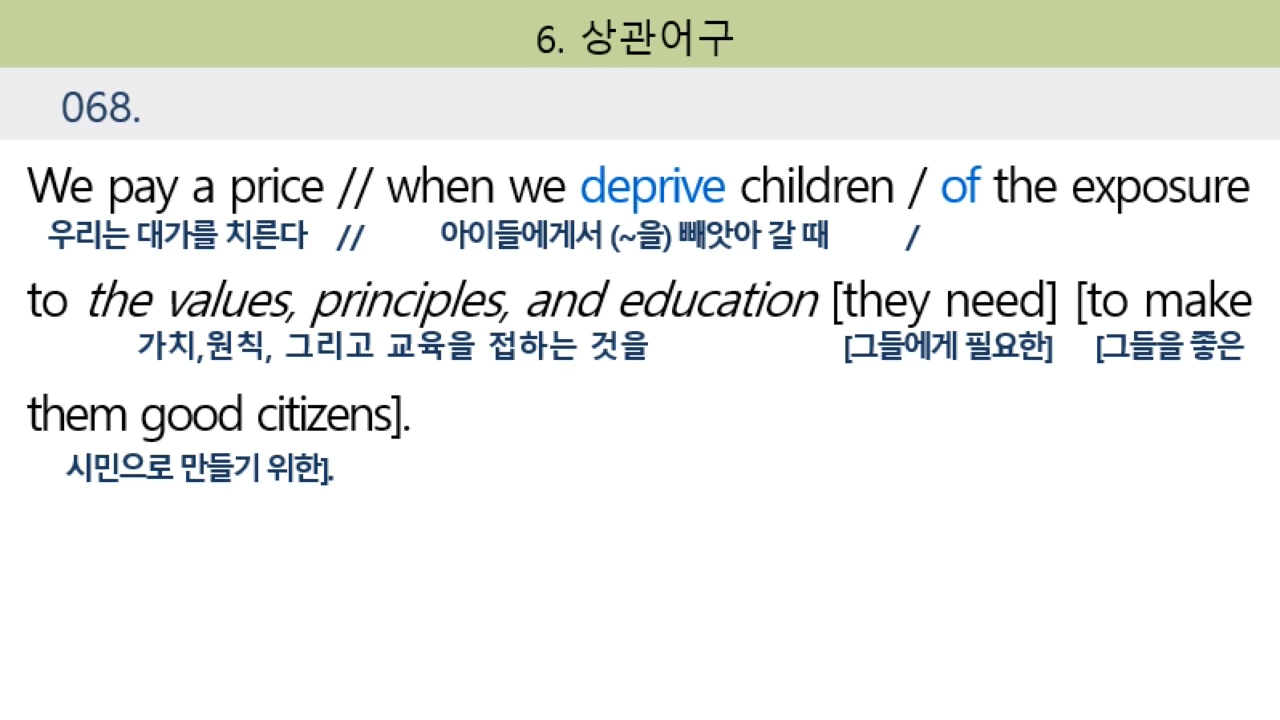 6. 상관어구
068.
We pay a price // when we deprive children / of the exposure
우리는 대가를 치른다 // 아이들에게서 (~을) 빼앗아 갈 때 /
to the values, principles, and education [they need] [to make
가치,원칙, 그리고 교육을 접하는 것을 [그들에게 필요한] [그들을 좋은
them good citizens].
시민으로 만들기 위한].